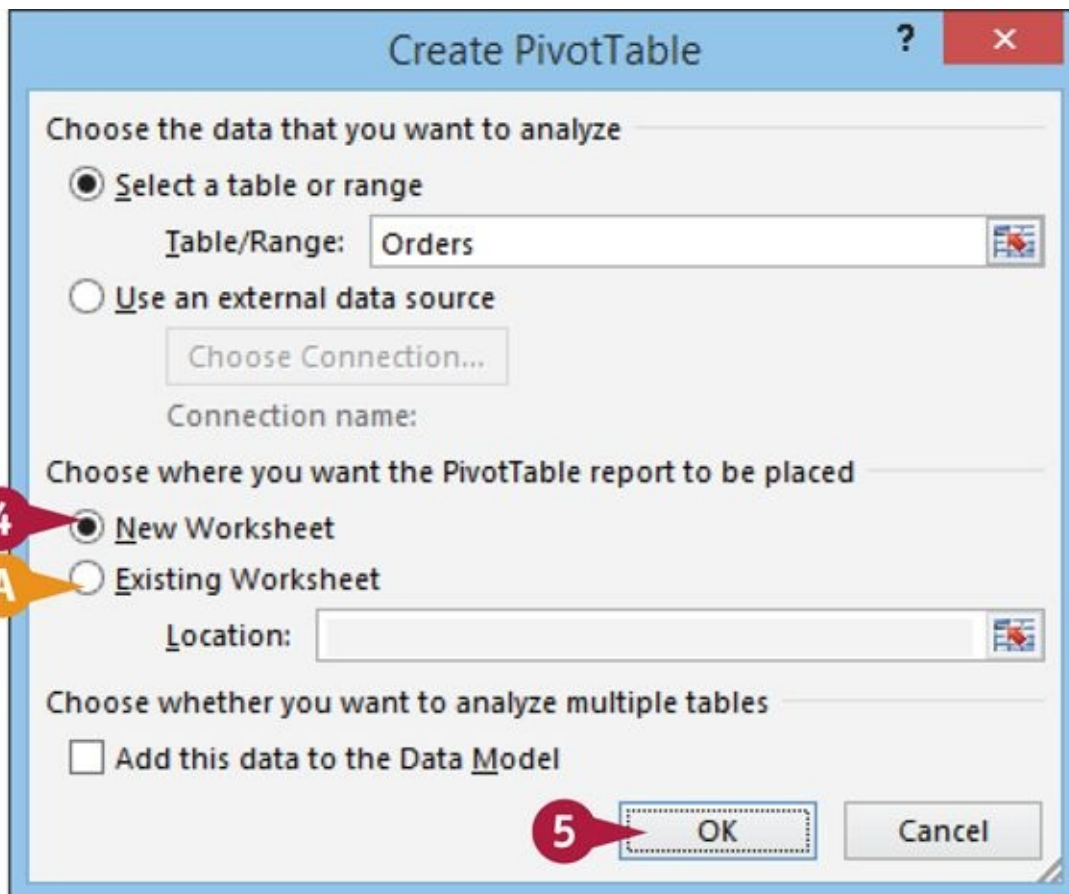 Create PivotTable
?
×
Choose the data that you want to analyze
Select a table or range
Table/Range: Orders
Use an external data source
Choose Connection...
Connection name:
Choose where you want the PivotTable report to be placed
4 New Worksheet
A Existing Worksheet
Location:
Choose whether you want to analyze multiple tables
Add this data to the Data Model
5 OK Cancel